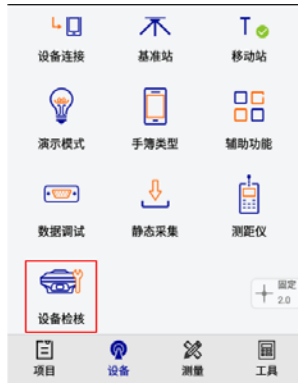 设备连接 基准站 移动站
演示模式 手簿类型 辅助功能
数据调试 静态采集 测距仪
设备检核
固定
2.0
项目 设备 测量 工具